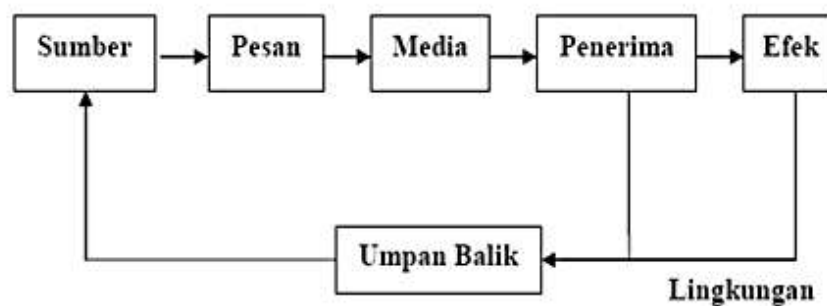 Sumber
Pesan
Media
Penerima
Efek
Umpan Balik
Lingkungan